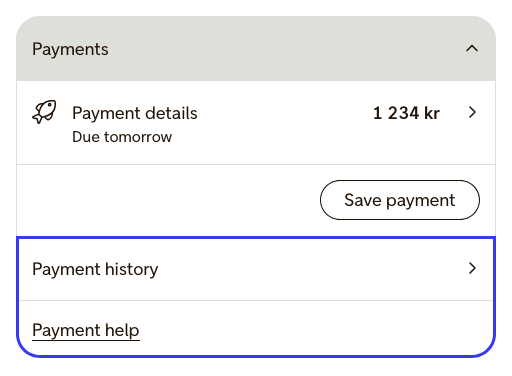 Payments
Payment details
1 234 kr
Due tomorrow
Save payment
Payment history
Payment help